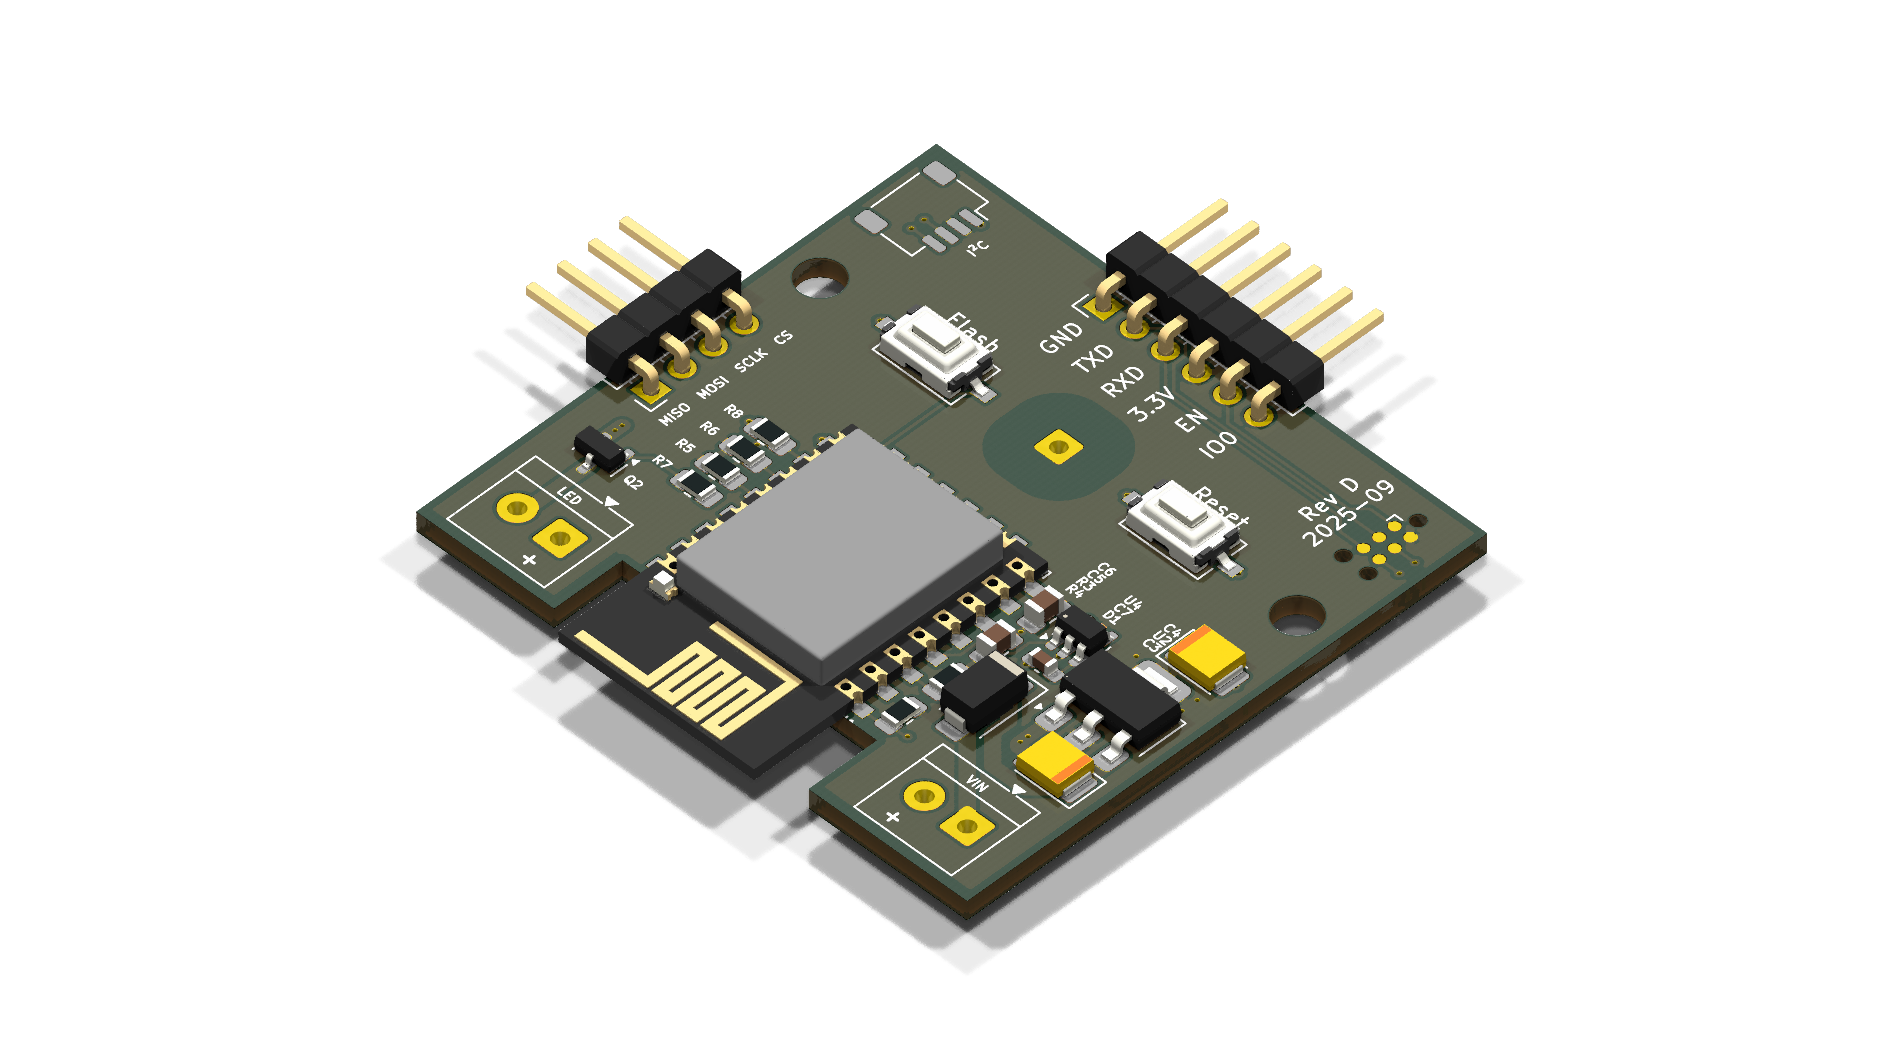 I²C
Flash
GND
TXD
RXD
3.3V
EN
IO0
MISO MOSI SCLK CS
R8
R6
R5
R7
Q2
LED
+
Reset
Rev D
2025-09
VIN
+